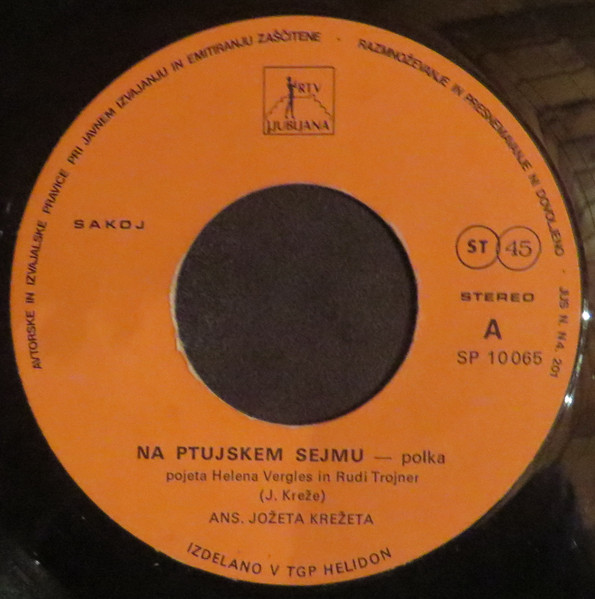 AVTORSKE IN IZVAJALSKE PRAVICE PRI JAVNEM IZVAJANJU IN EMITIRANJU ZAŠČITENE · RAZMNOŽEVANJE IN PRESNEMAVANJE NI DOVOLJENO · JUS N. N4. 201
RTV
LJUBLJANA
SAKOJ
ST 45
STEREO
A
SP 10065
NA PTUJSKEM SEJMU — polka
pojeta Helena Vergles in Rudi Trojner
(J. Kreže)
ANS. JOŽETA KREŽETA
IZDELANO V TGP HELIDON